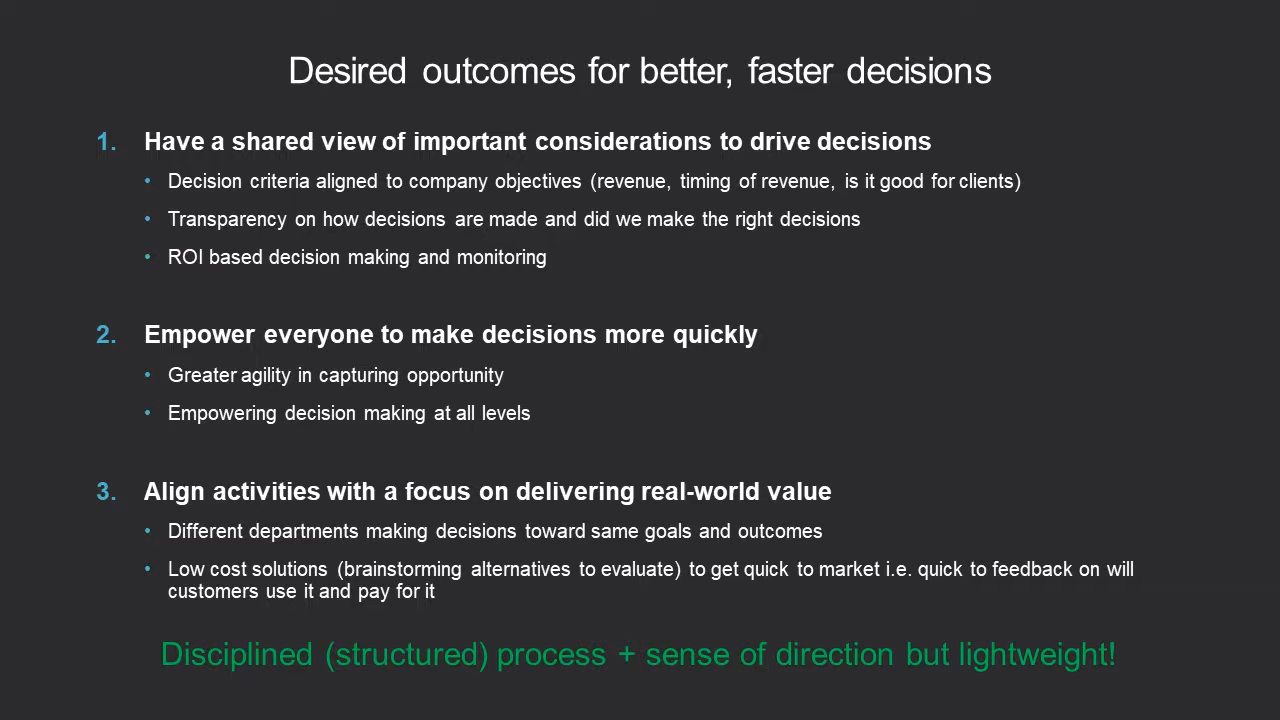 Desired outcomes for better, faster decisions
1. Have a shared view of important considerations to drive decisions
• Decision criteria aligned to company objectives (revenue, timing of revenue, is it good for clients)
• Transparency on how decisions are made and did we make the right decisions
• ROI based decision making and monitoring
2. Empower everyone to make decisions more quickly
• Greater agility in capturing opportunity
• Empowering decision making at all levels
3. Align activities with a focus on delivering real-world value
• Different departments making decisions toward same goals and outcomes
• Low cost solutions (brainstorming alternatives to evaluate) to get quick to market i.e. quick to feedback on will
customers use it and pay for it
Disciplined (structured) process + sense of direction but lightweight!